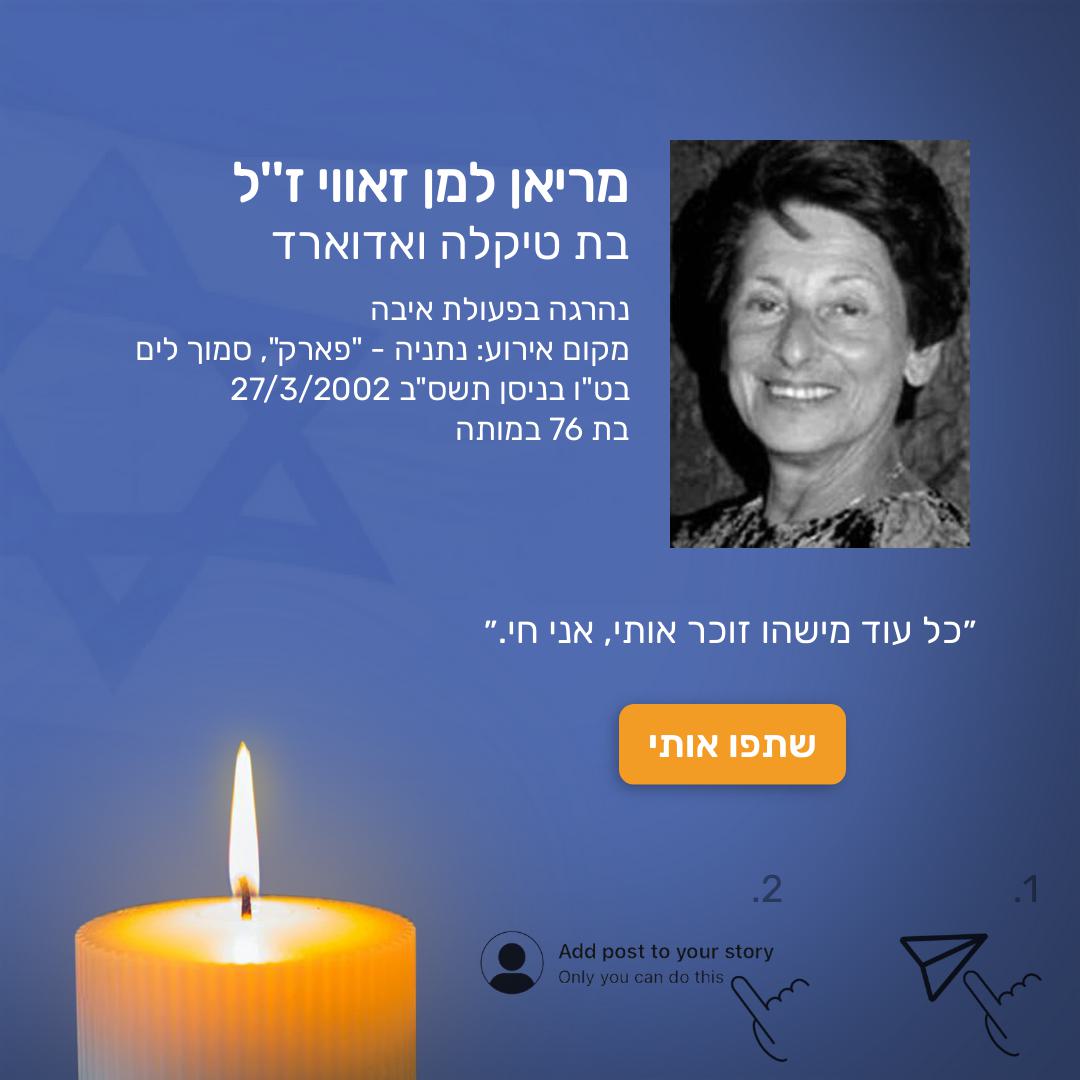 מריאן למן זאווי ז"ל
בת טיקלה ואדוארד
נהרגה בפעולת איבה
מקום אירוע: נתניה - "פארק", סמוך לים
בט"ו בניסן תשס"ב 27/3/2002
בת 76 במותה
״כל עוד מישהו זוכר אותי, אני חי.״
שתפו אותי
.1
.2
Add post to your story
Only you can do this